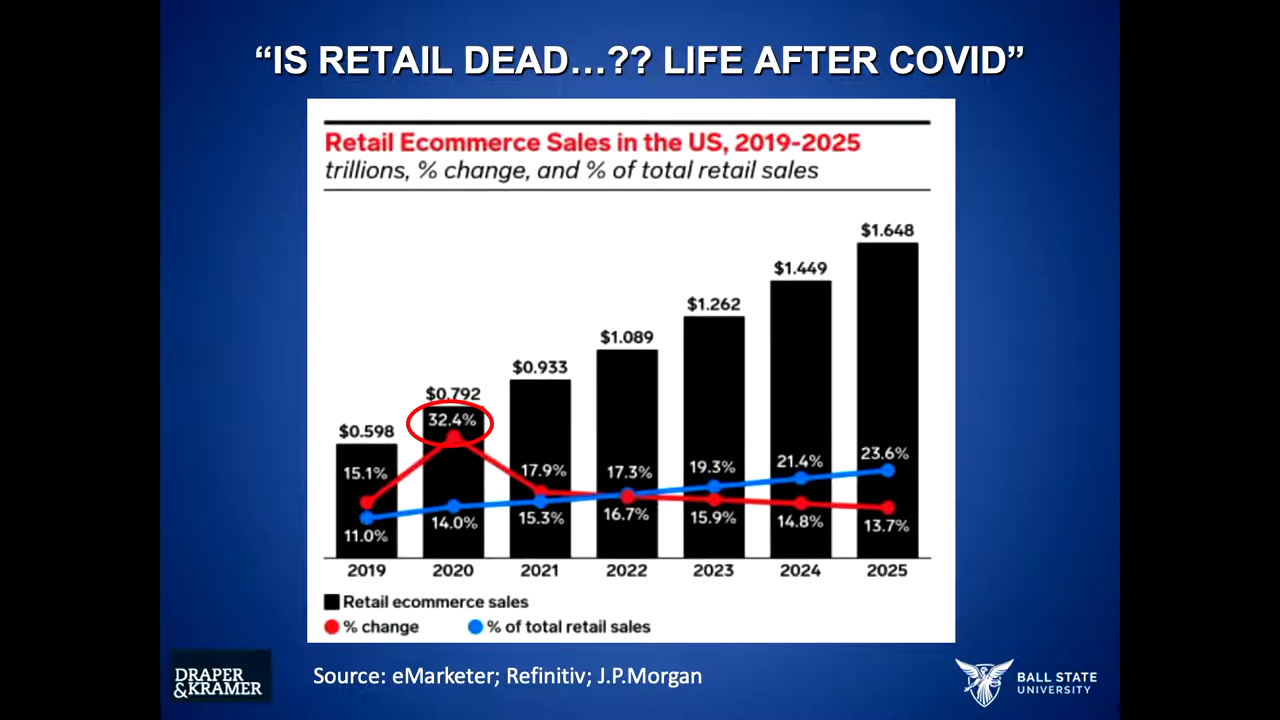 “IS RETAIL DEAD…?? LIFE AFTER COVID”
Retail Ecommerce Sales in the US, 2019-2025
trillions, % change, and % of total retail sales
$1.648
$1.449
$1.262
$1.089
$0.933
$0.792
$0.598
32.4%
15.1%
17.9%
17.3%
19.3%
21.4%
23.6%
11.0%
14.0%
15.3%
16.7%
15.9%
14.8%
13.7%
2019 2020 2021 2022 2023 2024 2025
Retail ecommerce sales
% change % of total retail sales
Source: eMarketer; Refinitiv; J.P.Morgan
DRAPER
&KRAMER
BALL STATE
UNIVERSITY